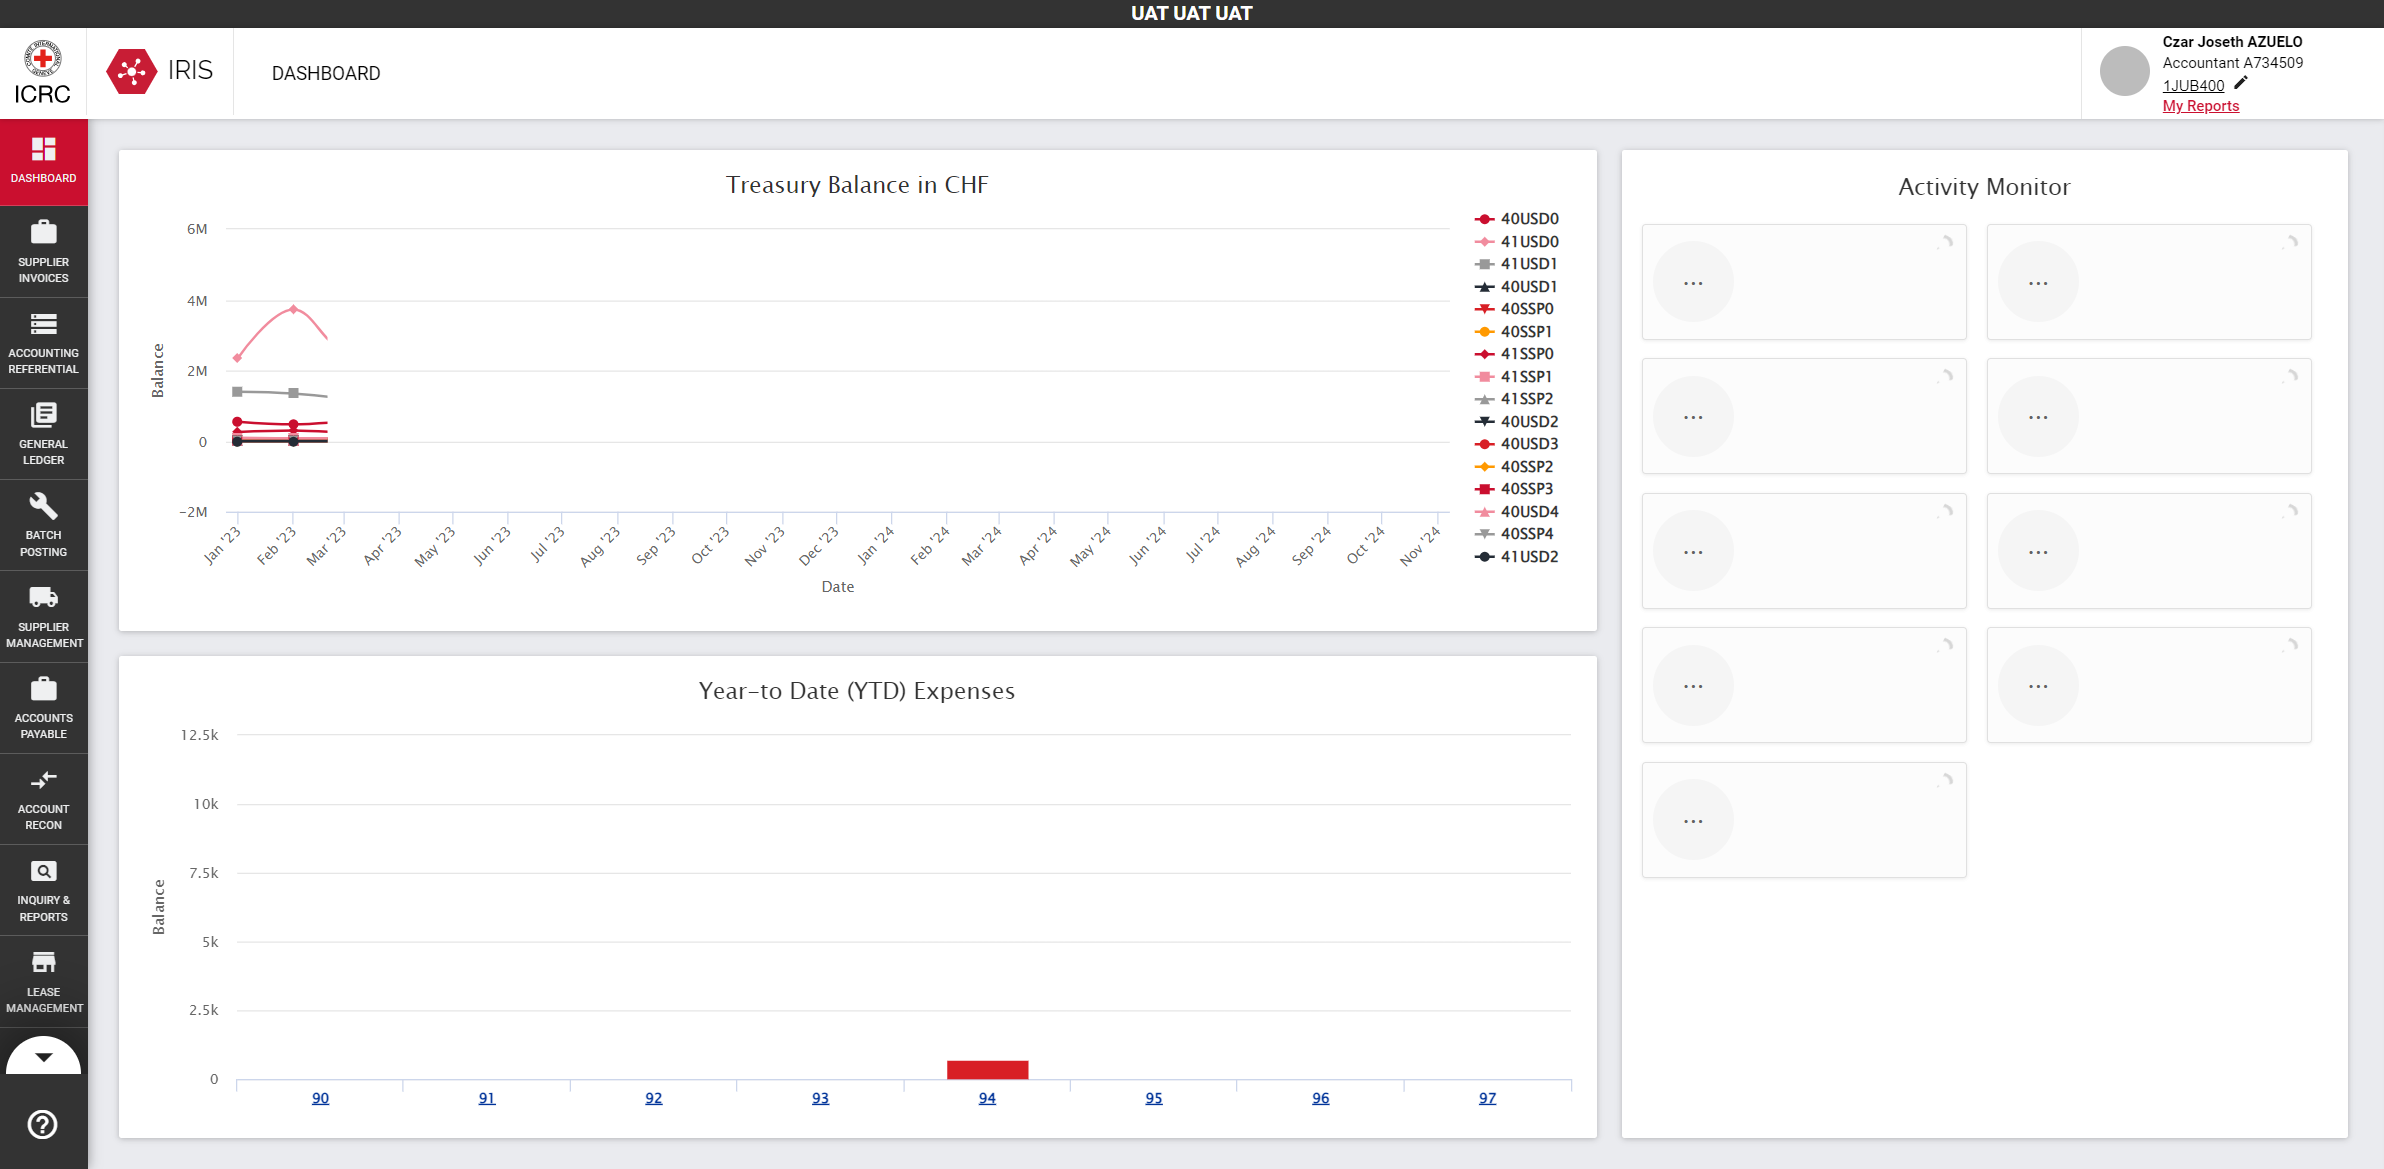 UAT UAT UAT
ICRC
IRIS
DASHBOARD
Czar Joseth AZUELO
Accountant A734509
1JUB400
My Reports
DASHBOARD
SUPPLIER
INVOICES
ACCOUNTING
REFERENTIAL
GENERAL
LEDGER
BATCH
POSTING
SUPPLIER
MANAGEMENT
ACCOUNTS
PAYABLE
ACCOUNT
RECON
INQUIRY &
REPORTS
LEASE
MANAGEMENT
Treasury Balance in CHF
Balance
6M
4M
2M
0
-2M
Jan '23
Feb '23
Mar '23
Apr '23
May '23
Jun '23
Jul '23
Aug '23
Sep '23
Oct '23
Nov '23
Dec '23
Jan '24
Feb '24
Mar '24
Apr '24
May '24
Jun '24
Jul '24
Aug '24
Sep '24
Oct '24
Nov '24
Date
40USD0
41USD0
41USD1
40USD1
40SSP0
40SSP1
41SSP0
41SSP1
41SSP2
40USD2
40USD3
40SSP2
40SSP3
40USD4
40SSP4
41USD2
Year-to Date (YTD) Expenses
Balance
12.5k
10k
7.5k
5k
2.5k
0
90
91
92
93
94
95
96
97
Activity Monitor
...
...
...
...
...
...
...
...
...